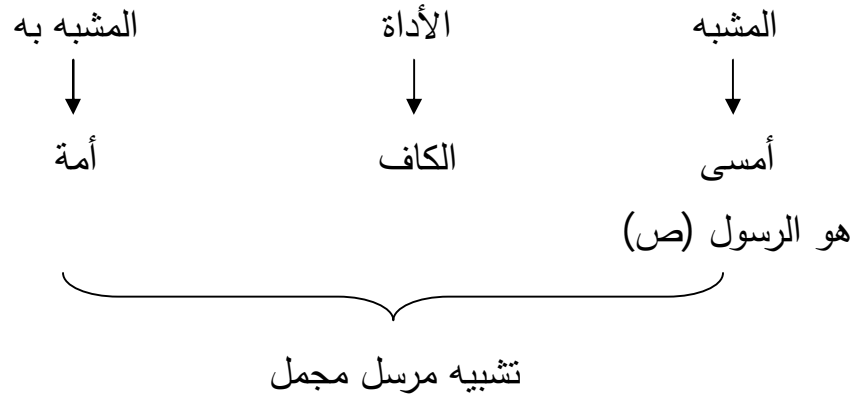 المشبه الأداة المشبه به
أمسى الكاف أمة
هو الرسول (ص)
تشبيه مرسل مجمل